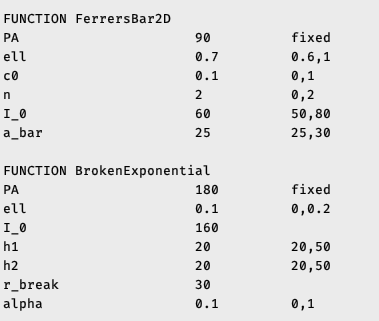 FUNCTION FerrersBar2D
PA 90 fixed
ell 0.7 0.6,1
c0 0.1 0,1
n 2 0,2
I_0 60 50,80
a_bar 25 25,30
FUNCTION BrokenExponential
PA 180 fixed
ell 0.1 0,0.2
I_0 160
h1 20 20,50
h2 20 20,50
r_break 30
alpha 0.1 0,1